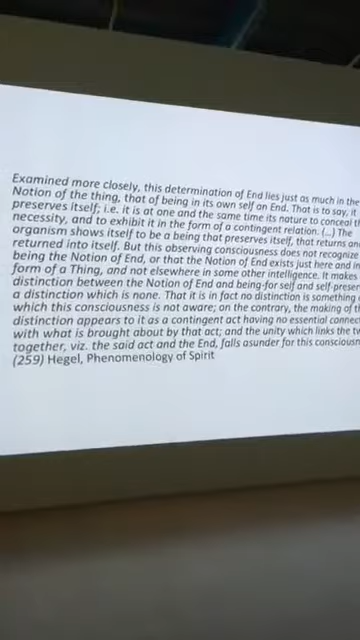 Examined more closely, this determination of End lies just as much in the
Notion of the thing, that of being in its own self an End. That is to say, it
preserves itself; i.e. it is at one and the same time its nature to conceal
necessity, and to exhibit it in the form of a contingent relation. (...) The
organism shows itself to be a being that preserves itself, that returns
returned into itself. But this observing consciousness does not recognize
being the Notion of End, or that the Notion of End exists just here and in
form of a Thing, and not elsewhere in some other intelligence. It makes
distinction between the Notion of End and being-for self and
a distinction which is none. That it is in fact no distinction is something
which this consciousness is not aware; on the contrary, the making of
distinction appears to it as a contingent act having no essential
with what is brought about by that act; and the unity which links the
together, viz. the said act and the End, falls asunder for this
(259) Hegel, Phenomenology of Spirit